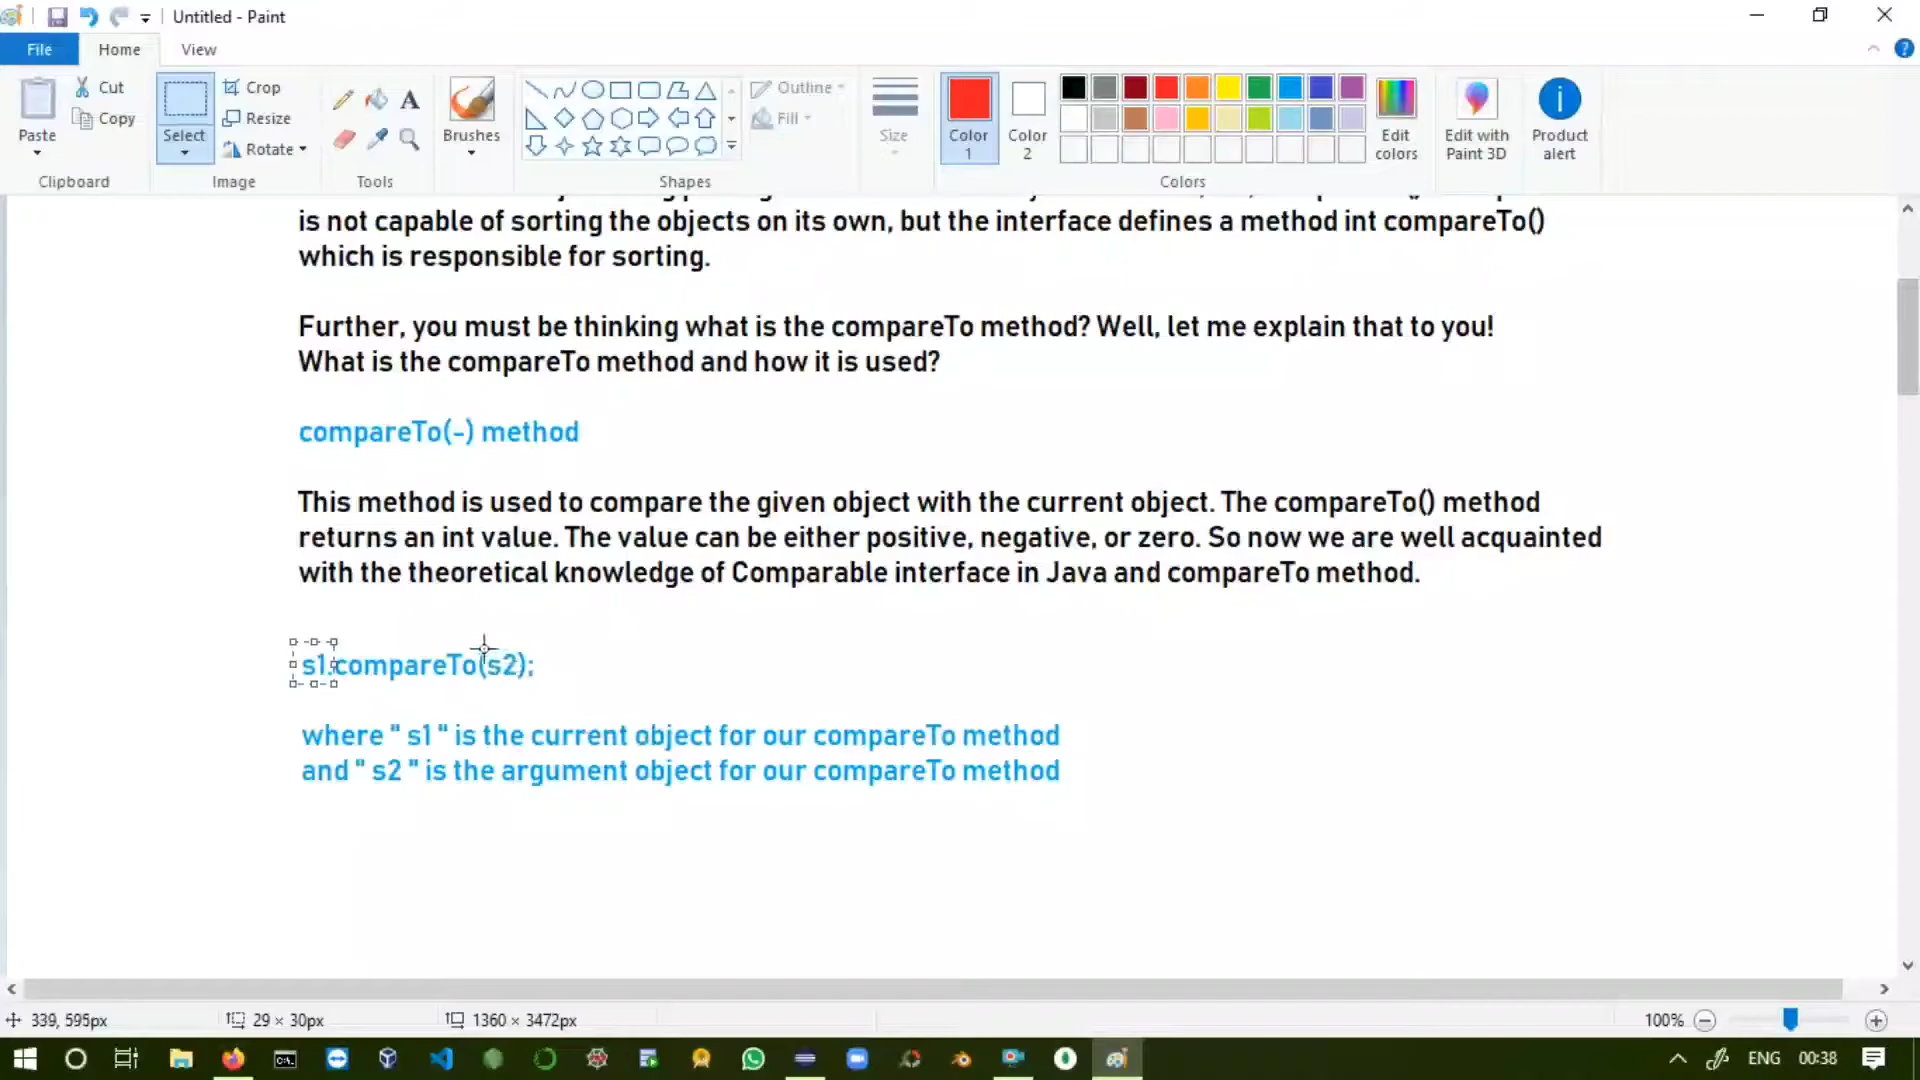 Untitled - Paint
File
Home
View
Paste
Cut
Copy
Clipboard
Select
Crop
Resize
Rotate
Image
A
Tools
Brushes
Outline
Fill
Shapes
Size
Color
1
Color
2
Colors
Edit
colors
Edit with
Paint 3D
Product
alert
is not capable of sorting the objects on its own, but the interface defines a method int compareTo()
which is responsible for sorting.
Further, you must be thinking what is the compareTo method? Well, let me explain that to you!
What is the compareTo method and how it is used?
compareTo(-) method
This method is used to compare the given object with the current object. The compareTo() method
returns an int value. The value can be either positive, negative, or zero. So now we are well acquainted
with the theoretical knowledge of Comparable interface in Java and compareTo method.
s1.compareTo(s2);
where " s1 " is the current object for our compareTo method
and " s2 " is the argument object for our compareTo method
339, 595px
29 × 30px
1360 × 3472px
100%
ENG
00:38